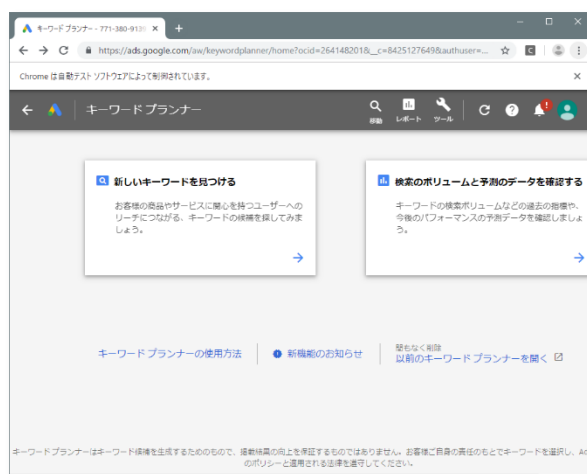 キーワード プランナー - 771-380-9139
https://ads.google.com/aw/keywordplanner/home?ocid=264148201&__c=8425127649&authuser=...
Chrome は自動テスト ソフトウェアによって制御されています。
キーワード プランナー
移動 レポート ツール
新しいキーワードを見つける
お客様の商品やサービスに関心を持つユーザーへの
リーチにつながる、キーワードの候補を探してみま
しょう。
検索のボリュームと予測のデータを確認する
キーワードの検索ボリュームなどの過去の指標や、
今後のパフォーマンスの予測データを確認しましょ
う。
キーワード プランナーの使用方法
新機能のお知らせ
間もなく削除
以前のキーワード プランナーを開く
キーワード プランナーはキーワード候補を生成するためのもので、掲載結果の向上を保証するものではありません。お客様ご自身の責任のもとでキーワードを選択し、
のポリシーと適用される法律を遵守してください。